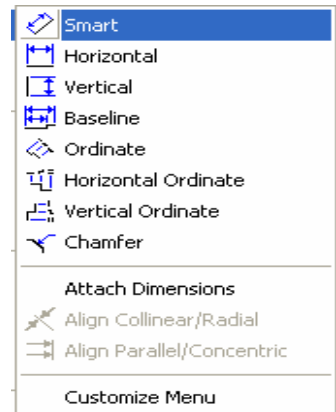 Smart
Horizontal
Vertical
Baseline
Ordinate
Horizontal Ordinate
Vertical Ordinate
Chamfer
Attach Dimensions
Align Collinear/Radial
Align Parallel/Concentric
Customize Menu